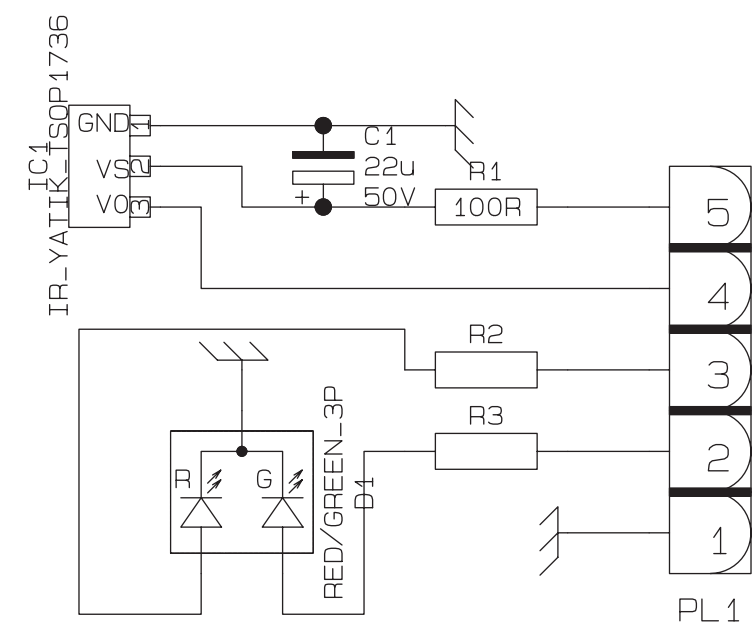 IC1
IR_YATIK_TSOP1736
GND 1
VS 2
VO 3
C1
22u
50V
+
R1
100R
5
4
R2
3
R3
2
R
G
RED/GREEN_3P
D1
1
PL1